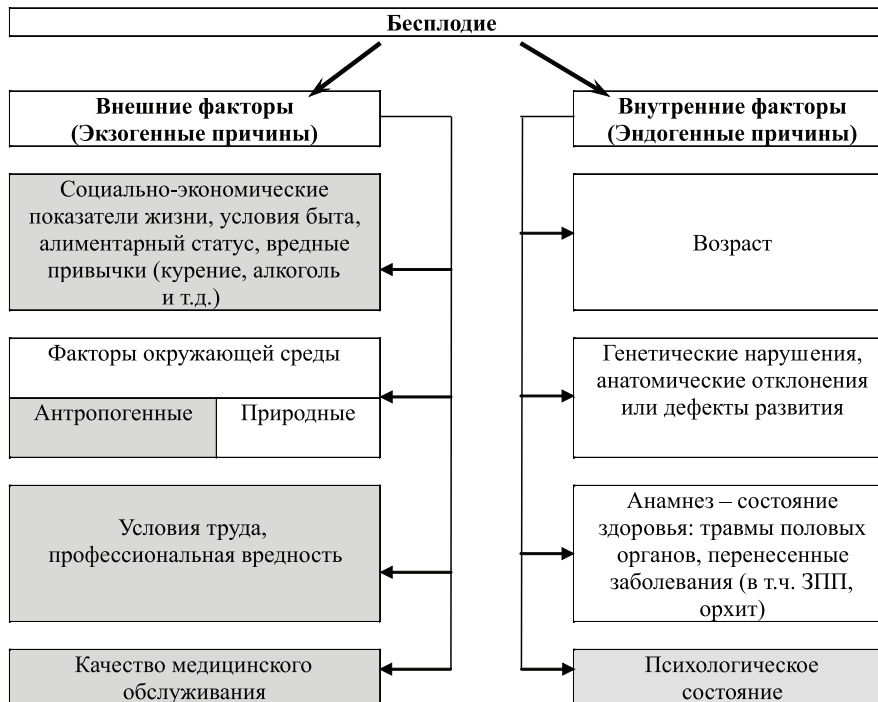 Бесплодие
Внешние факторы
(Экзогенные причины)
Социально-экономические
показатели жизни, условия быта,
алиментарный статус, вредные
привычки (курение, алкоголь
и т.д.)
Факторы окружающей среды
Антропогенные
Природные
Условия труда,
профессиональная вредность
Качество медицинского
обслуживания
Внутренние факторы
(Эндогенные причины)
Возраст
Генетические нарушения,
анатомические отклонения
или дефекты развития
Анамнез – состояние
здоровья: травмы половых
органов, перенесенные
заболевания (в т.ч. ЗПП,
орхит)
Психологическое
состояние